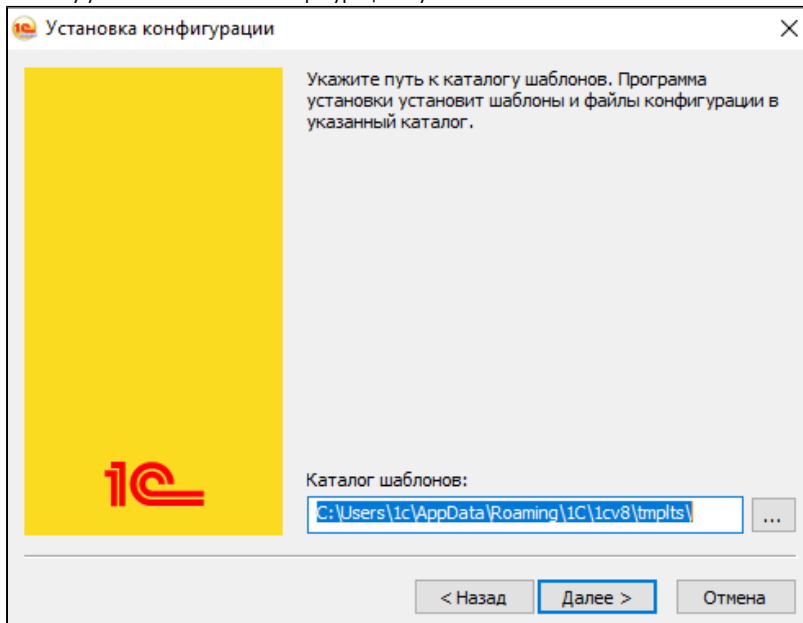 Установка конфигурации
Укажите путь к каталогу шаблонов. Программа
установки установит шаблоны и файлы конфигурации в
указанный каталог.
1С
Каталог шаблонов:
C:\Users\1c\AppData\Roaming\1C\1cv8\tmplts\
...
< Назад
Далее >
Отмена